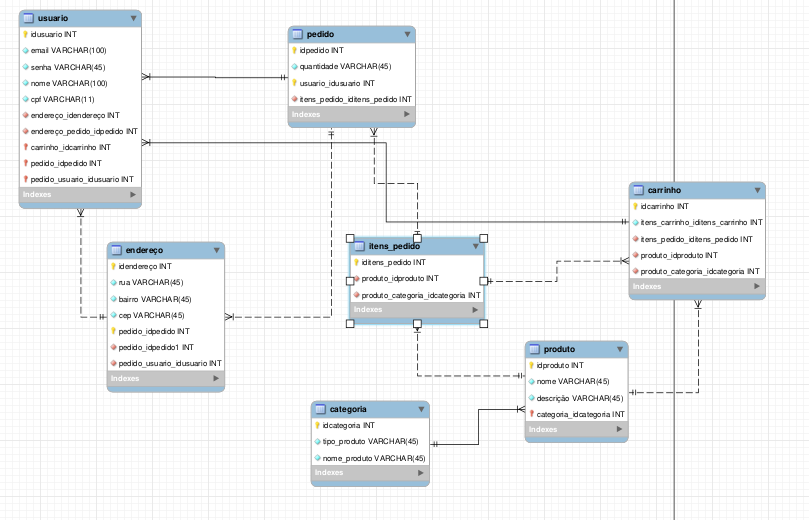 usuario
idusuario INT
email VARCHAR(100)
senha VARCHAR(45)
nome VARCHAR(100)
cpf VARCHAR(11)
endereço_idendereço INT
endereço_pedido_idpedido INT
carrinho_idcarrinho INT
pedido_idpedido INT
pedido_usuario_idusuario INT
Indexes
pedido
idpedido INT
quantidade VARCHAR(45)
usuario_idusuario INT
itens_pedido_iditens_pedido INT
Indexes
carrinho
idcarrinho INT
itens_carrinho_iditens_carrinho INT
itens_pedido_iditens_pedido INT
produto_idproduto INT
produto_categoria_idcategoria INT
Indexes
endereço
idendereço INT
rua VARCHAR(45)
bairro VARCHAR(45)
cep VARCHAR(45)
pedido_idpedido INT
pedido_idpedido1 INT
pedido_usuario_idusuario INT
Indexes
itens_pedido
iditens_pedido INT
produto_idproduto INT
produto_categoria_idcategoria INT
Indexes
produto
idproduto INT
nome VARCHAR(45)
descrição VARCHAR(45)
categoria_idcategoria INT
Indexes
categoria
idcategoria INT
tipo_produto VARCHAR(45)
nome_produto VARCHAR(45)
Indexes